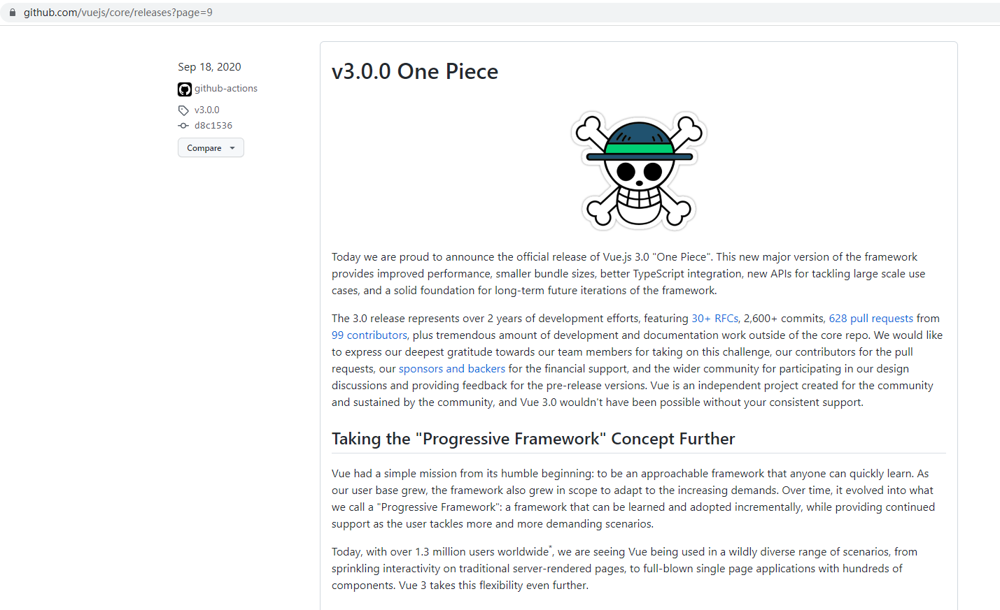 github.com/vuejs/core/releases?page=9
Sep 18, 2020
github-actions
v3.0.0
d8c1536
Compare
v3.0.0 One Piece
Today we are proud to announce the official release of Vue.js 3.0 "One Piece". This new major version of the framework
provides improved performance, smaller bundle sizes, better TypeScript integration, new APIs for tackling large scale use
cases, and a solid foundation for long-term future iterations of the framework.
The 3.0 release represents over 2 years of development efforts, featuring 30+ RFCs, 2,600+ commits, 628 pull requests from
99 contributors, plus tremendous amount of development and documentation work outside of the core repo. We would like
to express our deepest gratitude towards our team members for taking on this challenge, our contributors for the pull
requests, our sponsors and backers for the financial support, and the wider community for participating in our design
discussions and providing feedback for the pre-release versions. Vue is an independent project created for the community
and sustained by the community, and Vue 3.0 wouldn't have been possible without your consistent support.
Taking the "Progressive Framework" Concept Further
Vue had a simple mission from its humble beginning: to be an approachable framework that anyone can quickly learn. As
our user base grew, the framework also grew in scope to adapt to the increasing demands. Over time, it evolved into what
we call a "Progressive Framework": a framework that can be learned and adopted incrementally, while providing continued
support as the user tackles more and more demanding scenarios.
Today, with over 1.3 million users worldwide*, we are seeing Vue being used in a wildly diverse range of scenarios, from
sprinkling interactivity on traditional server-rendered pages, to full-blown single page applications with hundreds of
components. Vue 3 takes this flexibility even further.